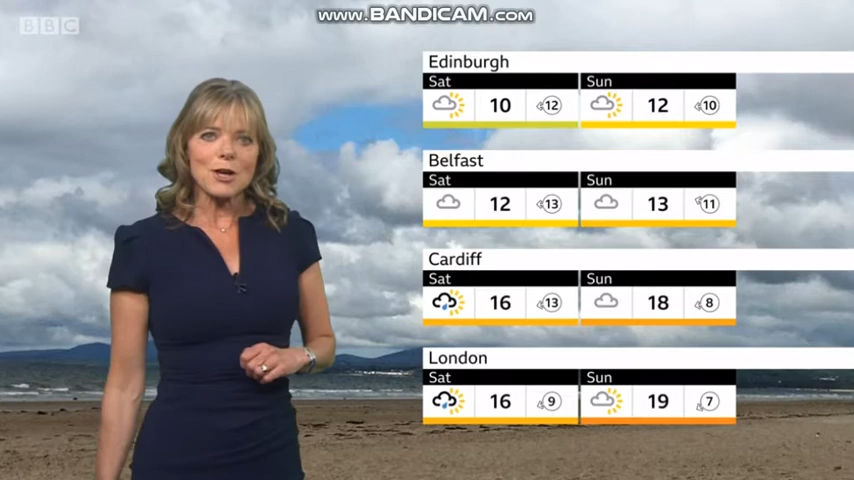 www.BANDICAM.com
BBC
Edinburgh
Sat Sun
10 12 12 10
Belfast
Sat Sun
12 13 13 11
Cardiff
Sat Sun
16 13 18 8
London
Sat Sun
16 9 19 7